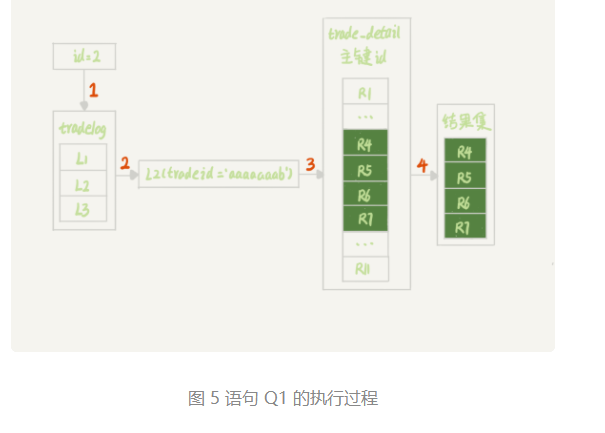 id=2
1
tradelog
L1
L2
L3
2
L2(tradeid='aaaaaaab')
3
trade_detail
主键id
R1
...
R4
R5
R6
R7
...
R11
4
结果集
R4
R5
R6
R7
图 5 语句 Q1 的执行过程